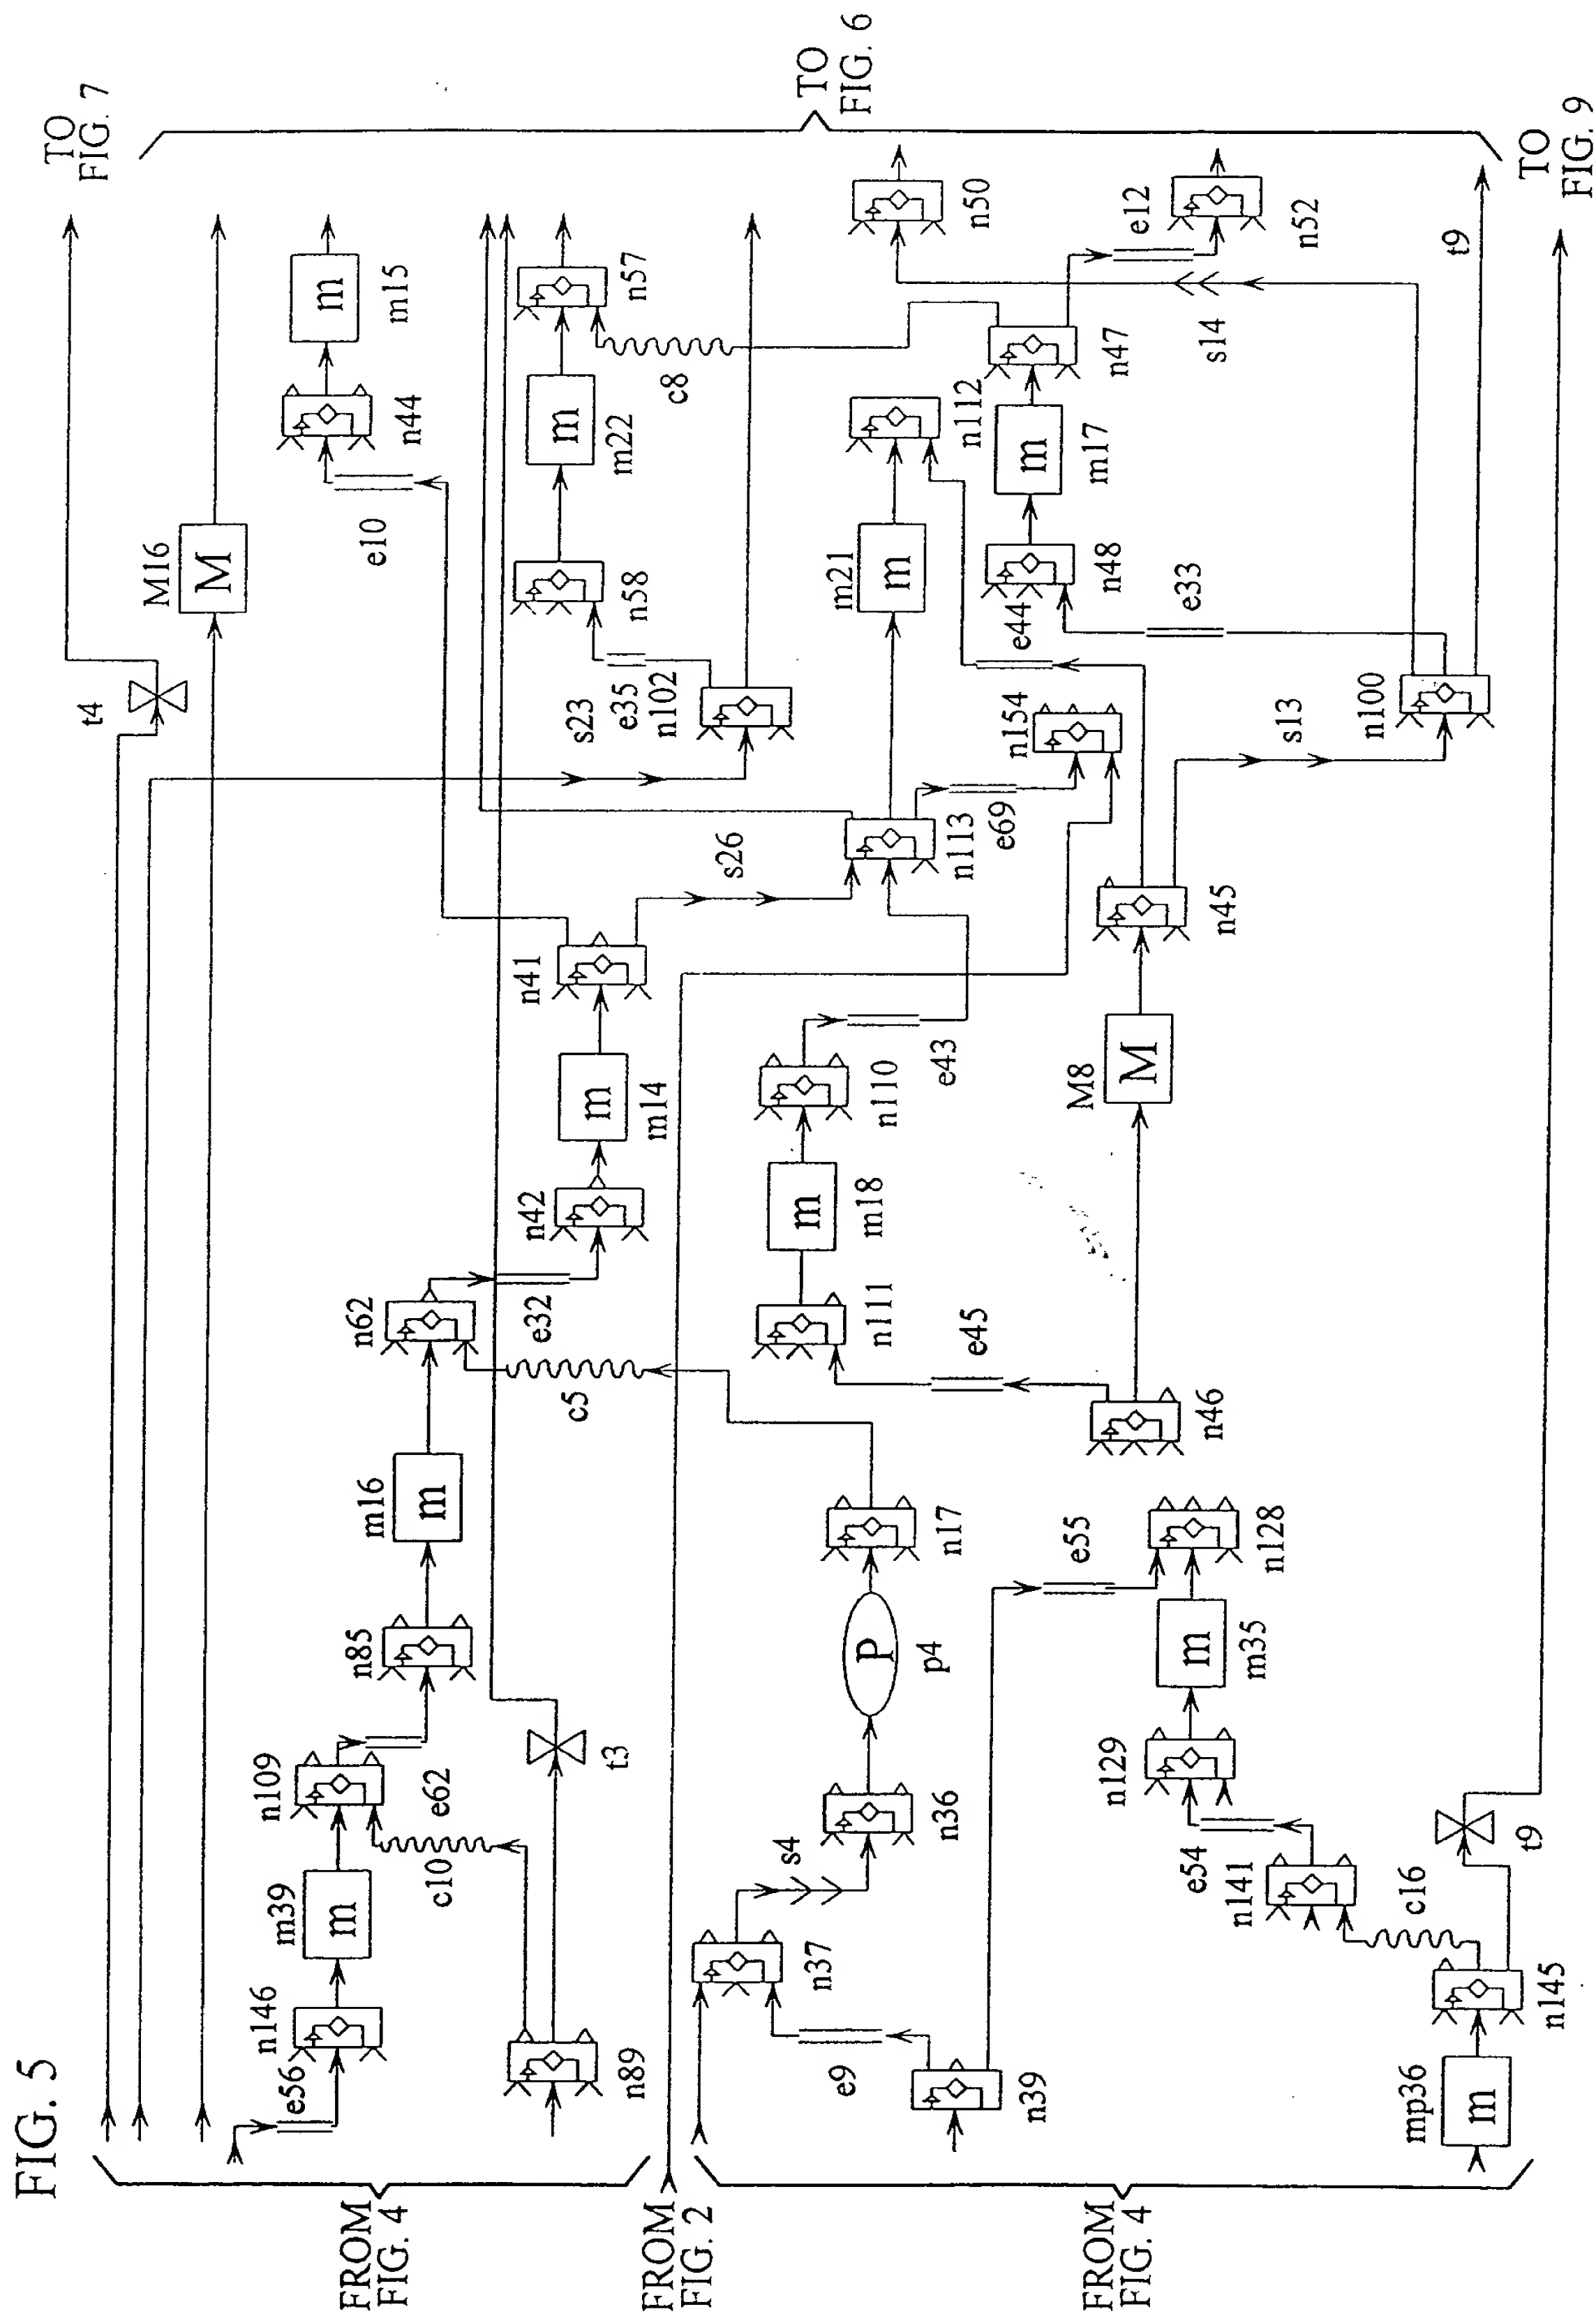 FIG. 5
FROM
FIG. 4
FROM
FIG. 2
FROM
FIG. 4
TO
FIG. 7
TO
FIG. 6
TO
FIG. 9
t4
M16
M
e56
n146
m39
m
n109
c10
e62
n85
m16
m
n62
e32
c5
n89
t3
n42
m14
m
n41
e10
n44
m15
m
s26
s23
e35
n102
n58
m22
m
n57
c8
n37
e9
n39
s4
n36
p4
P
n17
n111
m18
m
n110
e43
n113
e69
m21
m
n112
n154
e44
n50
e45
n46
M8
M
n45
s13
n100
e33
n48
m17
m
n47
s14
e12
n52
t9
mp36
m
n145
c16
n141
e54
n129
m35
m
e55
n128
t9